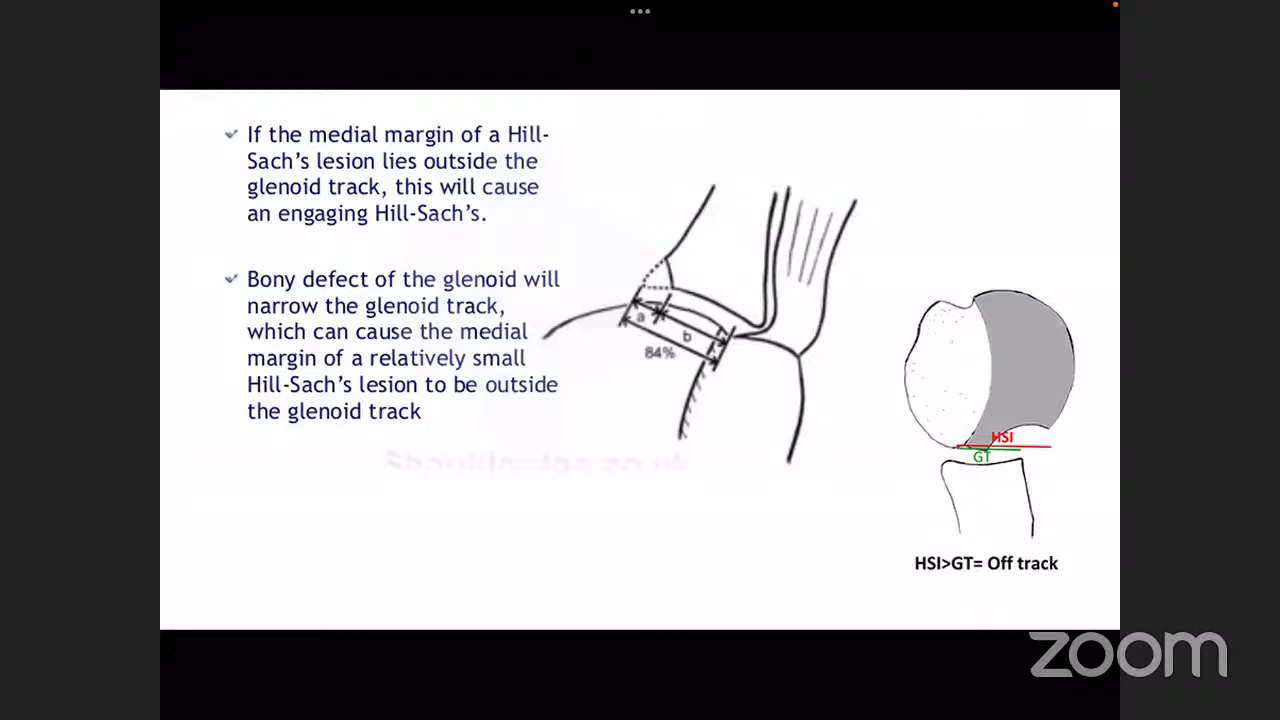 If the medial margin of a Hill-
Sach's lesion lies outside the
glenoid track, this will cause
an engaging Hill-Sach's.
Bony defect of the glenoid will
narrow the glenoid track,
which can cause the medial
margin of a relatively small
Hill-Sach's lesion to be outside
the glenoid track
a
b
84%
HSI
GT
HSI>GT= Off track
zoom